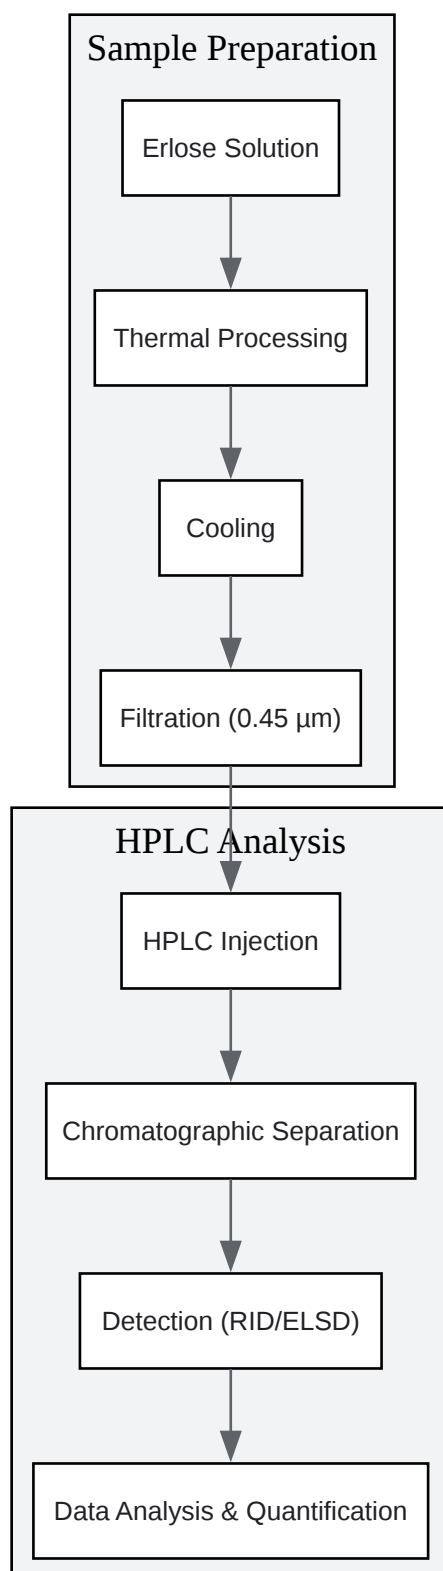 Sample Preparation
Erlose Solution
Thermal Processing
Cooling
Filtration (0.45 µm)
HPLC Analysis
HPLC Injection
Chromatographic Separation
Detection (RID/ELSD)
Data Analysis & Quantification